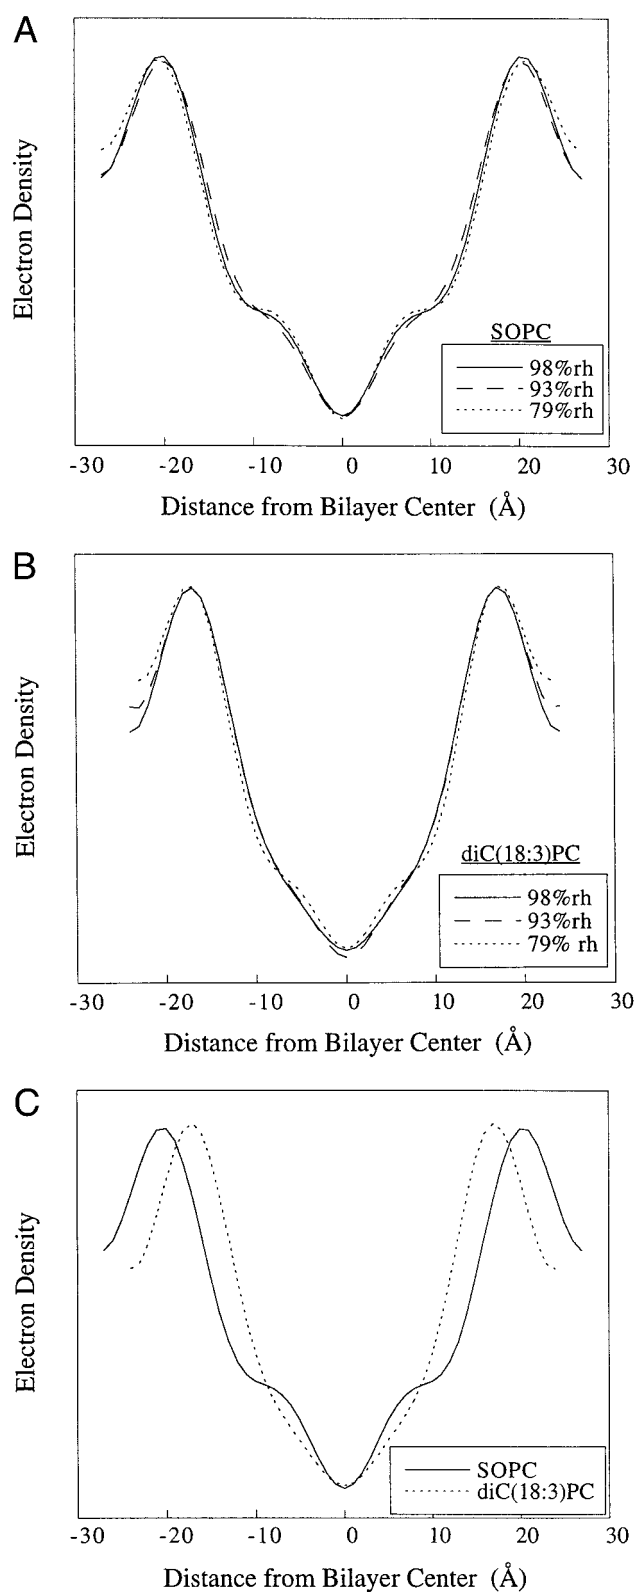 A
Electron Density
SOPC
98%rh
93%rh
79%rh
-30 -20 -10 0 10 20 30
Distance from Bilayer Center (Å)
B
Electron Density
diC(18:3)PC
98%rh
93%rh
79% rh
-30 -20 -10 0 10 20 30
Distance from Bilayer Center (Å)
C
Electron Density
SOPC
diC(18:3)PC
-30 -20 -10 0 10 20 30
Distance from Bilayer Center (Å)